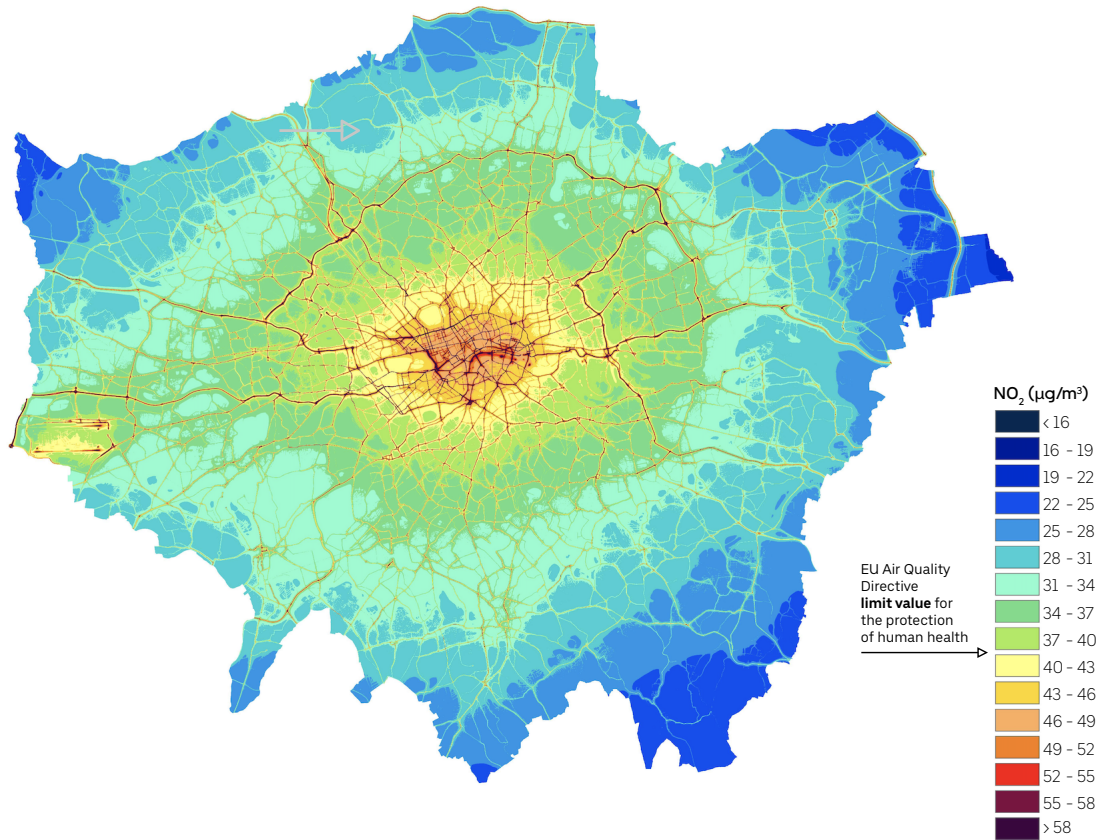 NO₂ (µg/m³)
‹ 16
16 - 19
19 - 22
22 - 25
25 - 28
28 - 31
31 - 34
34 - 37
37 - 40
40 - 43
43 - 46
46 - 49
49 - 52
52 - 55
55 - 58
› 58
EU Air Quality
Directive
limit value for
the protection
of human health